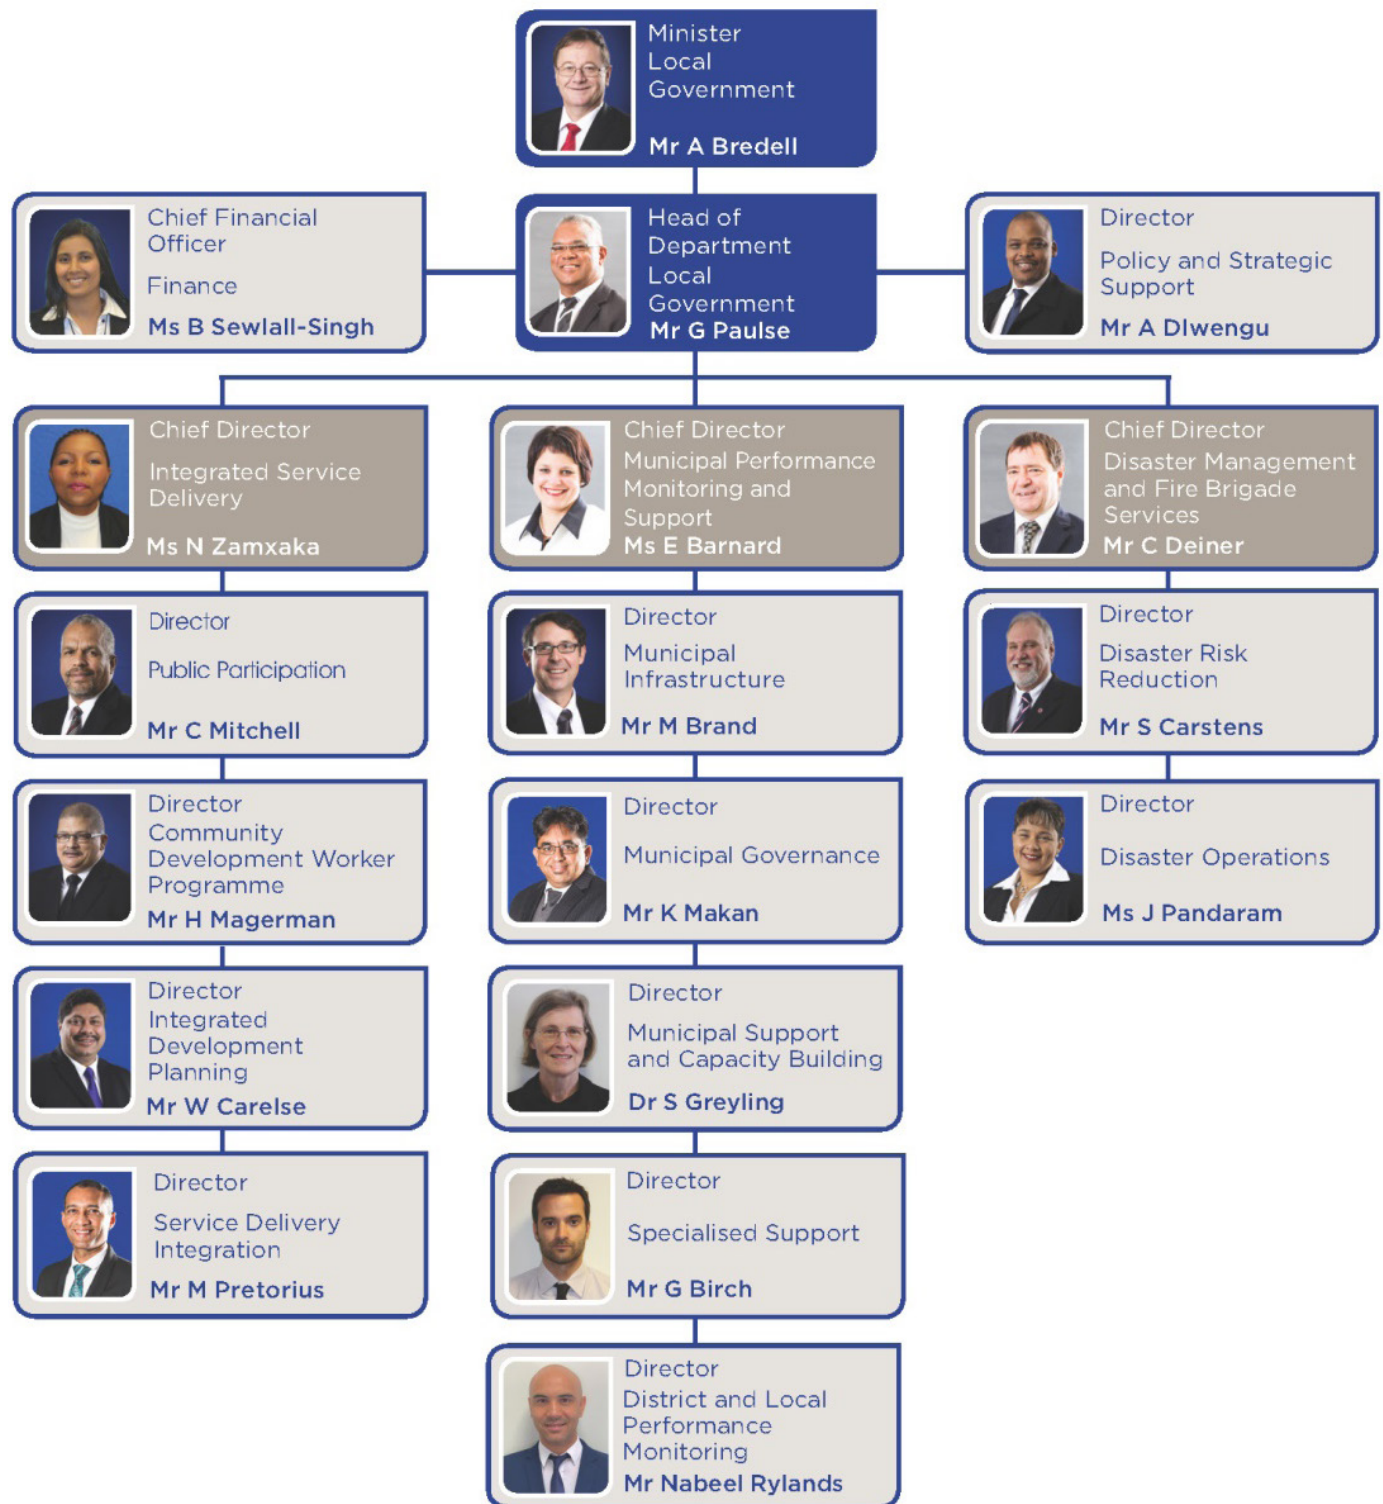 Minister
Local
Government
Mr A Bredell
Chief Financial
Officer
Finance
Ms B Sewlall-Singh
Head of
Department
Local
Government
Mr G Paulse
Director
Policy and Strategic
Support
Mr A Dlwengu
Chief Director
Integrated Service
Delivery
Ms N Zamxaka
Chief Director
Municipal Performance
Monitoring and
Support
Ms E Barnard
Chief Director
Disaster Management
and Fire Brigade
Services
Mr C Deiner
Director
Public Participation
Mr C Mitchell
Director
Municipal
Infrastructure
Mr M Brand
Director
Disaster Risk
Reduction
Mr S Carstens
Director
Community
Development Worker
Programme
Mr H Magerman
Director
Municipal Governance
Mr K Makan
Director
Disaster Operations
Ms J Pandaram
Director
Integrated
Development
Planning
Mr W Carelse
Director
Municipal Support
and Capacity Building
Dr S Greyling
Director
Service Delivery
Integration
Mr M Pretorius
Director
Specialised Support
Mr G Birch
Director
District and Local
Performance
Monitoring
Mr Nabeel Rylands